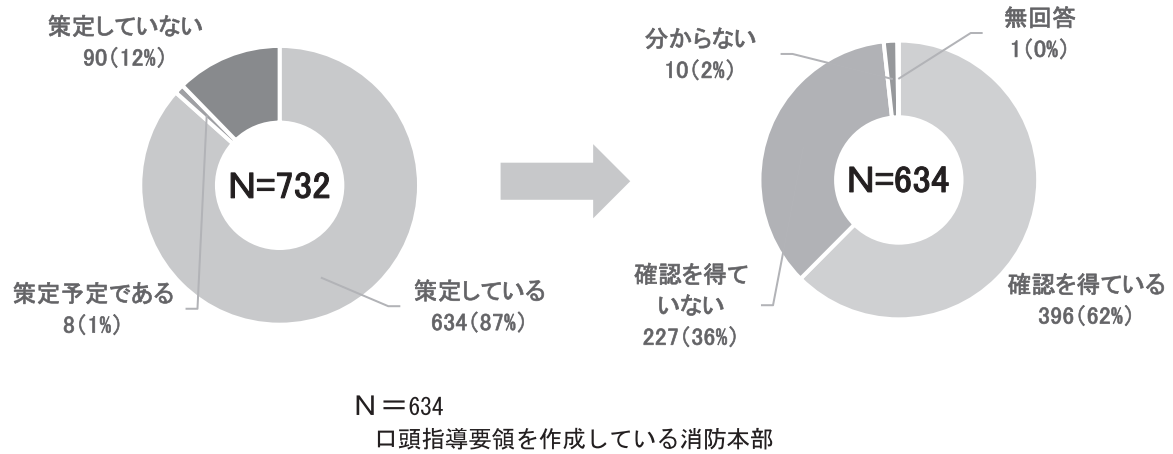 策定していない
90(12%)
N=732
策定予定である
8(1%)
策定している
634(87%)
無回答
1(0%)
分からない
10(2%)
N=634
確認を得て
いない
227(36%)
確認を得ている
396(62%)
N=634
口頭指導要領を作成している消防本部